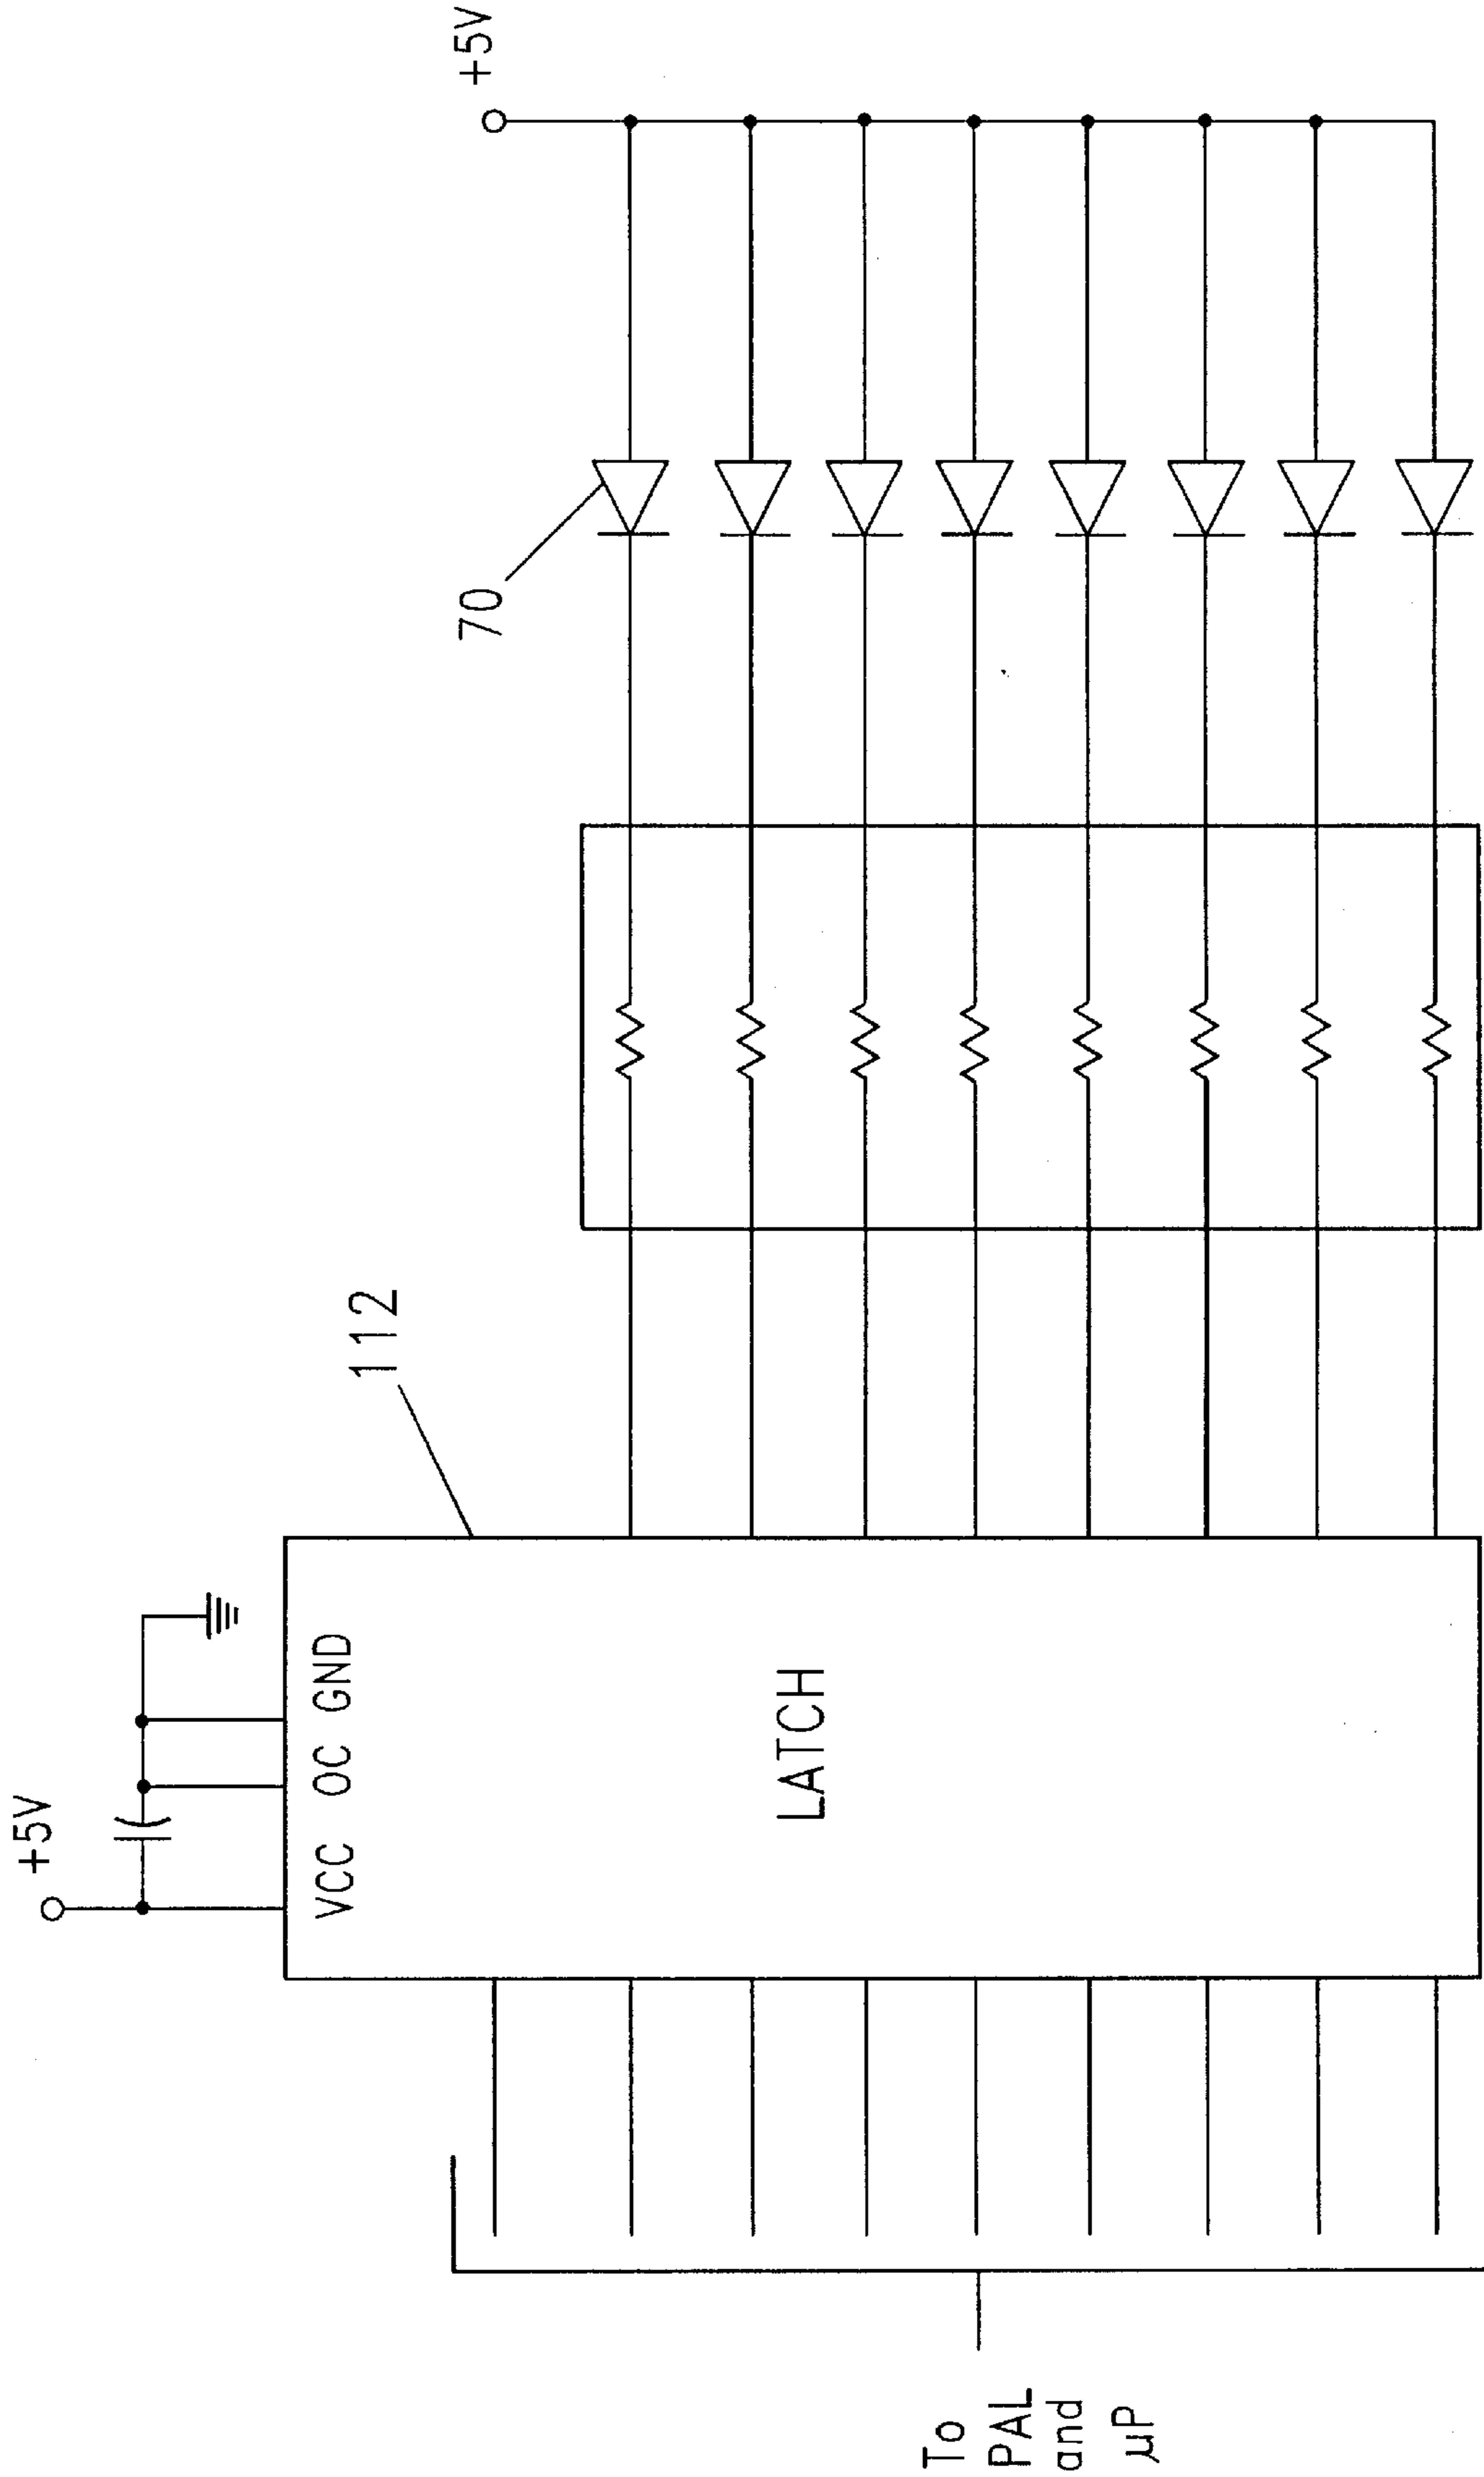 +5V
VCC OC GND
LATCH
112
70
+5V
To
PAL
and
µP